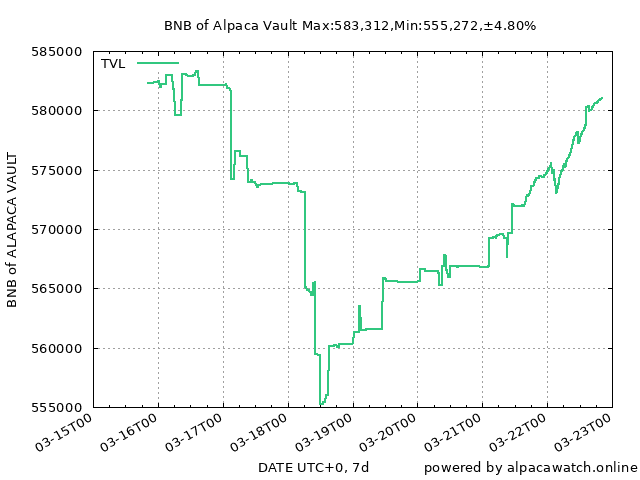 BNB of Alpaca Vault Max:583,312,Min:555,272,±4.80%
585000
TVL
580000
575000
570000
565000
560000
555000
BNB of ALAPACA VAULT
03-15T00
03-16T00
03-17T00
03-18T00
03-19T00
03-20T00
03-21T00
03-22T00
03-23T00
DATE UTC+0, 7d
powered by alpacawatch.online